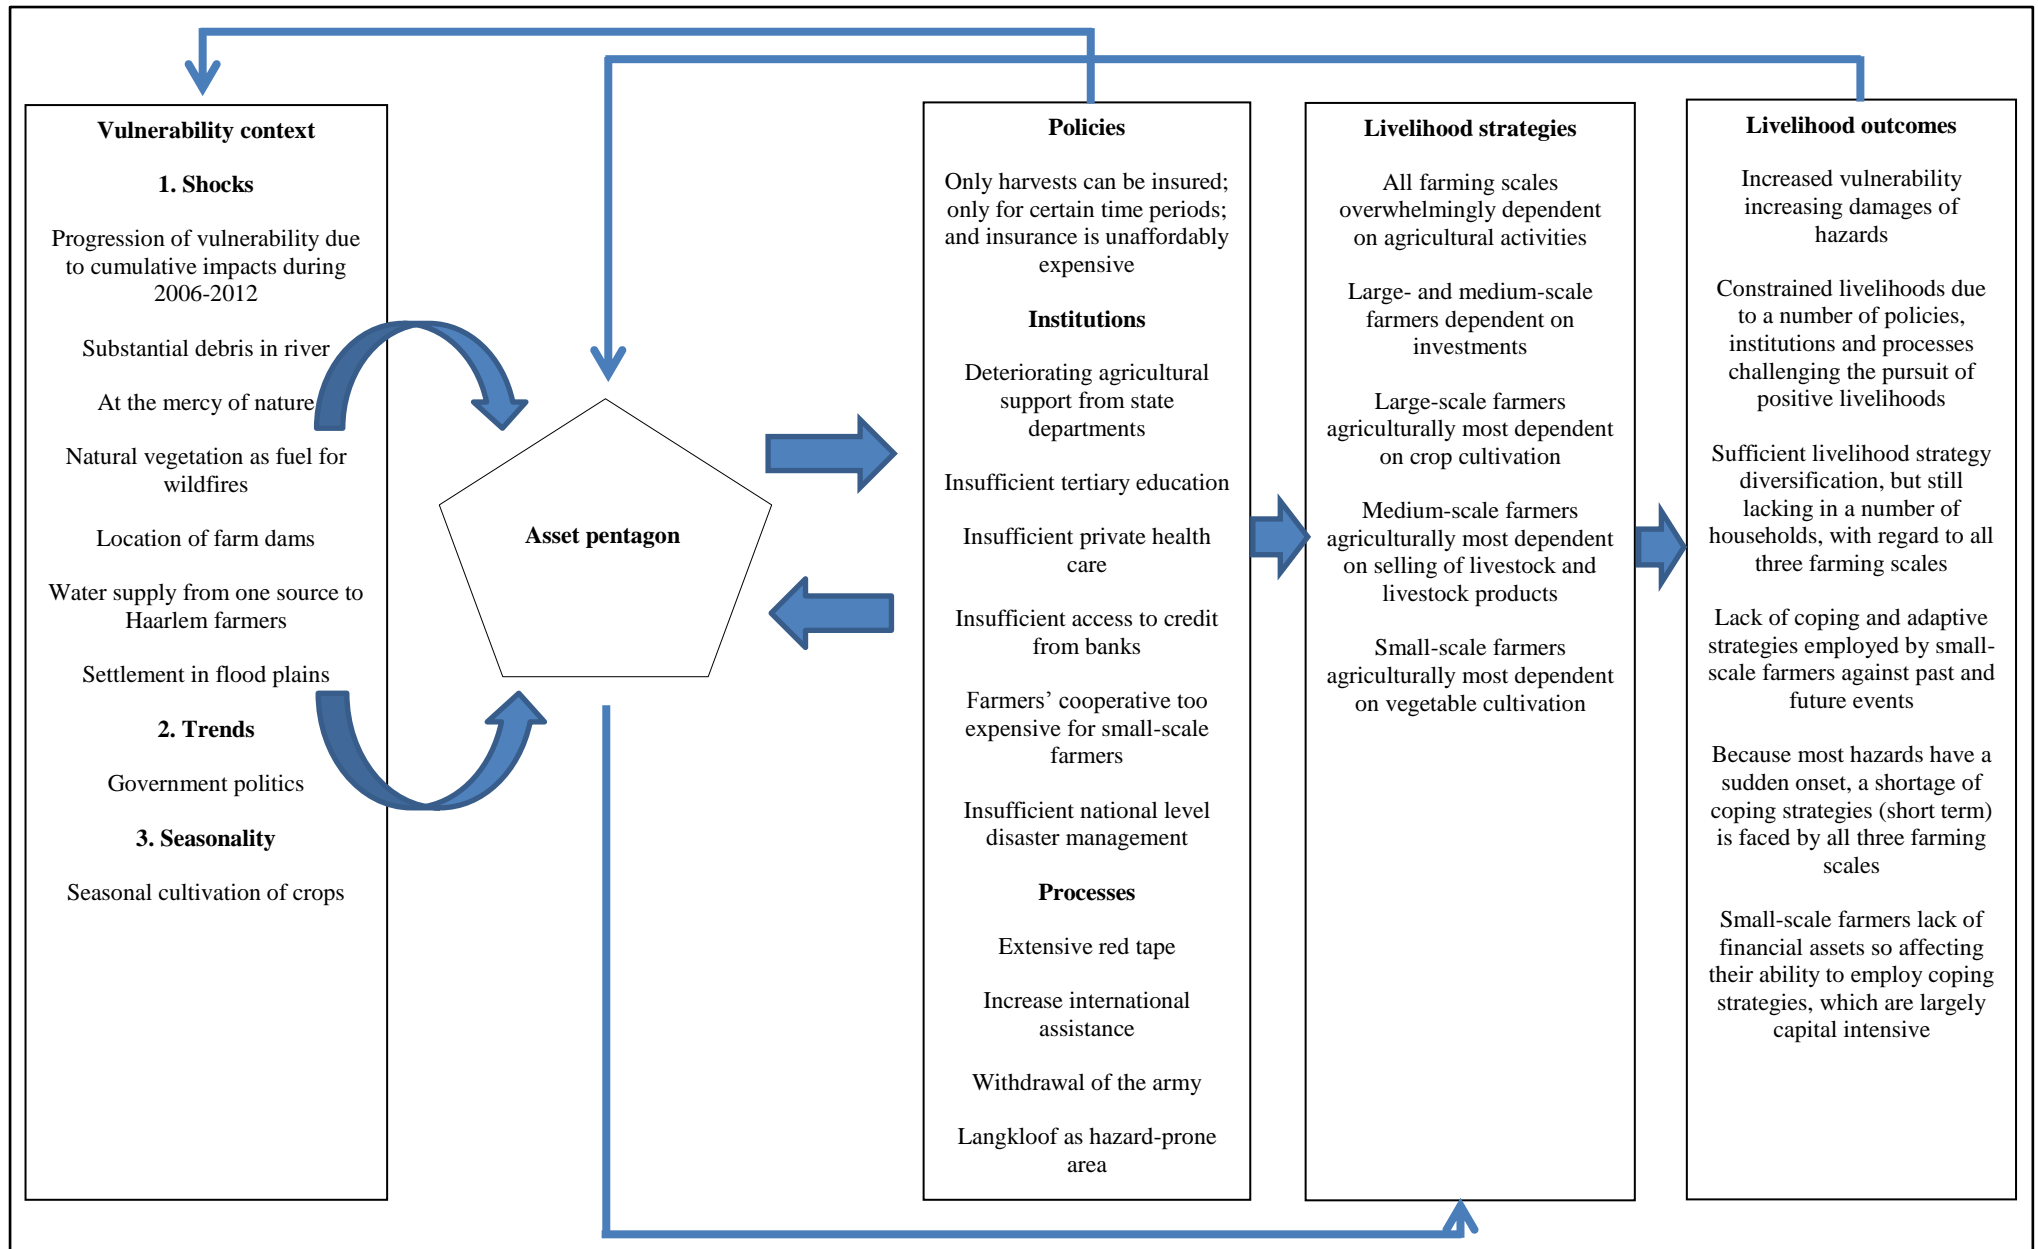 Vulnerability context
1. Shocks
Progression of vulnerability due
to cumulative impacts during
2006-2012
Substantial debris in river
At the mercy of nature
Natural vegetation as fuel for
wildfires
Location of farm dams
Water supply from one source to
Haarlem farmers
Settlement in flood plains
2. Trends
Government politics
3. Seasonality
Seasonal cultivation of crops
Asset pentagon
Policies
Only harvests can be insured;
only for certain time periods;
and insurance is unaffordably
expensive
Institutions
Deteriorating agricultural
support from state
departments
Insufficient tertiary education
Insufficient private health
care
Insufficient access to credit
from banks
Farmers’ cooperative too
expensive for small-scale
farmers
Insufficient national level
disaster management
Processes
Extensive red tape
Increase international
assistance
Withdrawal of the army
Langkloof as hazard-prone
area
Livelihood strategies
All farming scales
overwhelmingly dependent
on agricultural activities
Large- and medium-scale
farmers dependent on
investments
Large-scale farmers
agriculturally most dependent
on crop cultivation
Medium-scale farmers
agriculturally most dependent
on selling of livestock and
livestock products
Small-scale farmers
agriculturally most dependent
on vegetable cultivation
Livelihood outcomes
Increased vulnerability
increasing damages of
hazards
Constrained livelihoods due
to a number of policies,
institutions and processes
challenging the pursuit of
positive livelihoods
Sufficient livelihood strategy
diversification, but still
lacking in a number of
households, with regard to all
three farming scales
Lack of coping and adaptive
strategies employed by small-
scale farmers against past and
future events
Because most hazards have a
sudden onset, a shortage of
coping strategies (short term)
is faced by all three farming
scales
Small-scale farmers lack of
financial assets so affecting
their ability to employ coping
strategies, which are largely
capital intensive